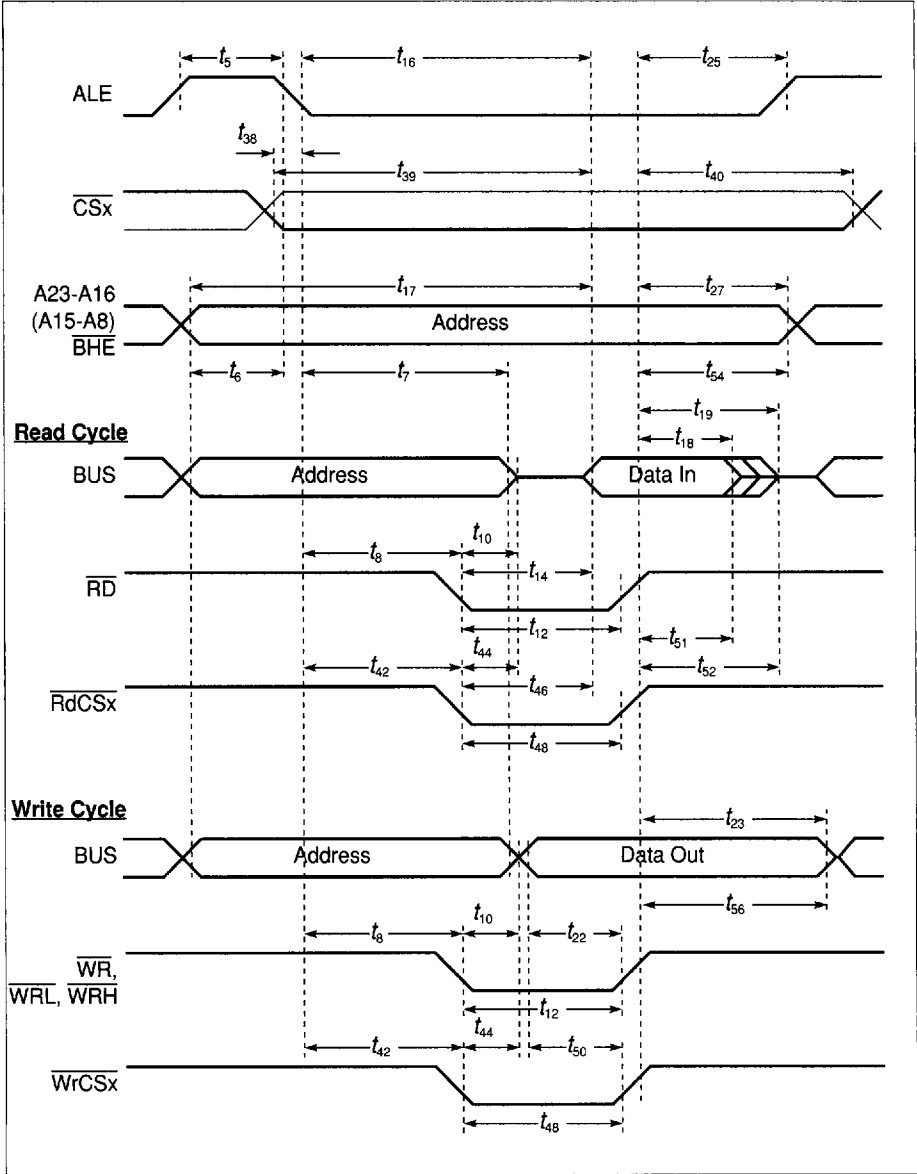 t5 t16 t25
ALE
t38
t39 t40
CSx
A23-A16
(A15-A8)
BHE
t17 t27
Address
t6 t7 t54
t19
t18
Read Cycle
BUS Address Data In
t10
t8
t14
RD
t12
t51
t44
t42 t52
t46
RdCSx
t48
Write Cycle
t23
BUS Address Data Out
t56
t10
t8 t22
WR,
WRL, WRH
t12
t44
t42 t50
WrCSx
t48